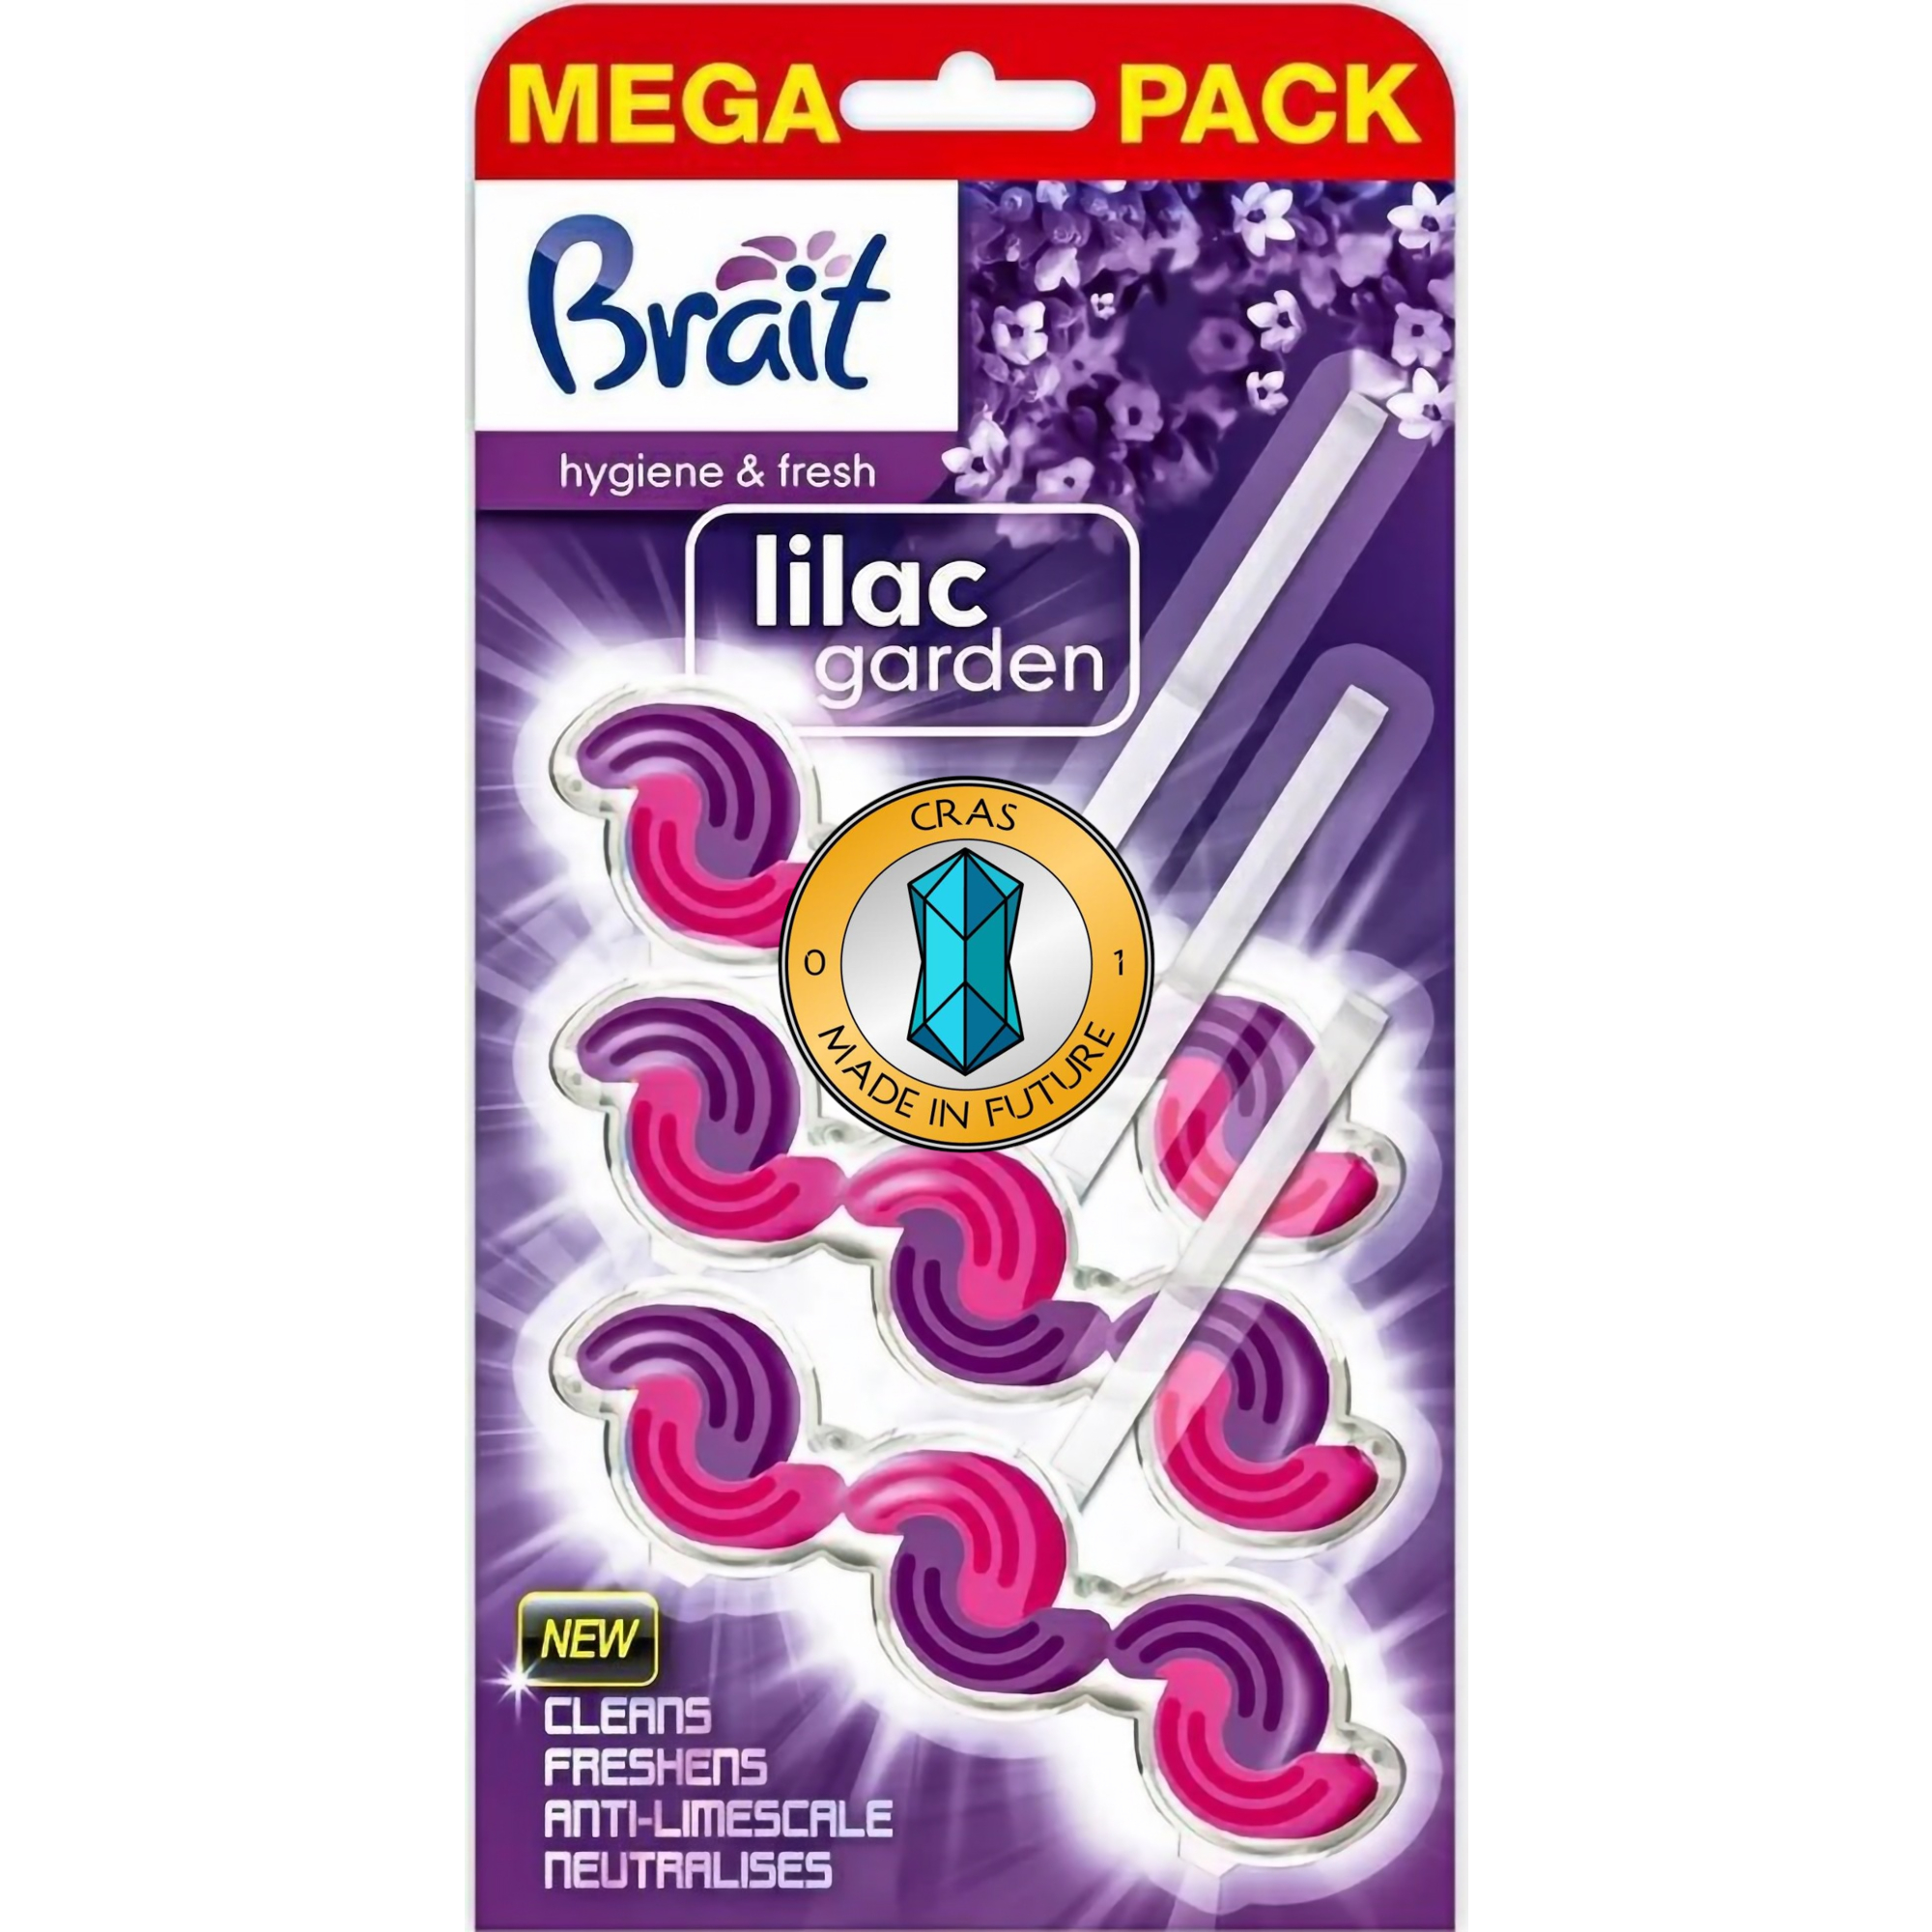 MEGA PACK
Brait
hygiene & fresh
lilac
garden
CRAS
0 1
MADE IN FUTURE
NEW
CLEANS
FRESHENS
ANTI-LIMESCALE
NEUTRALISES